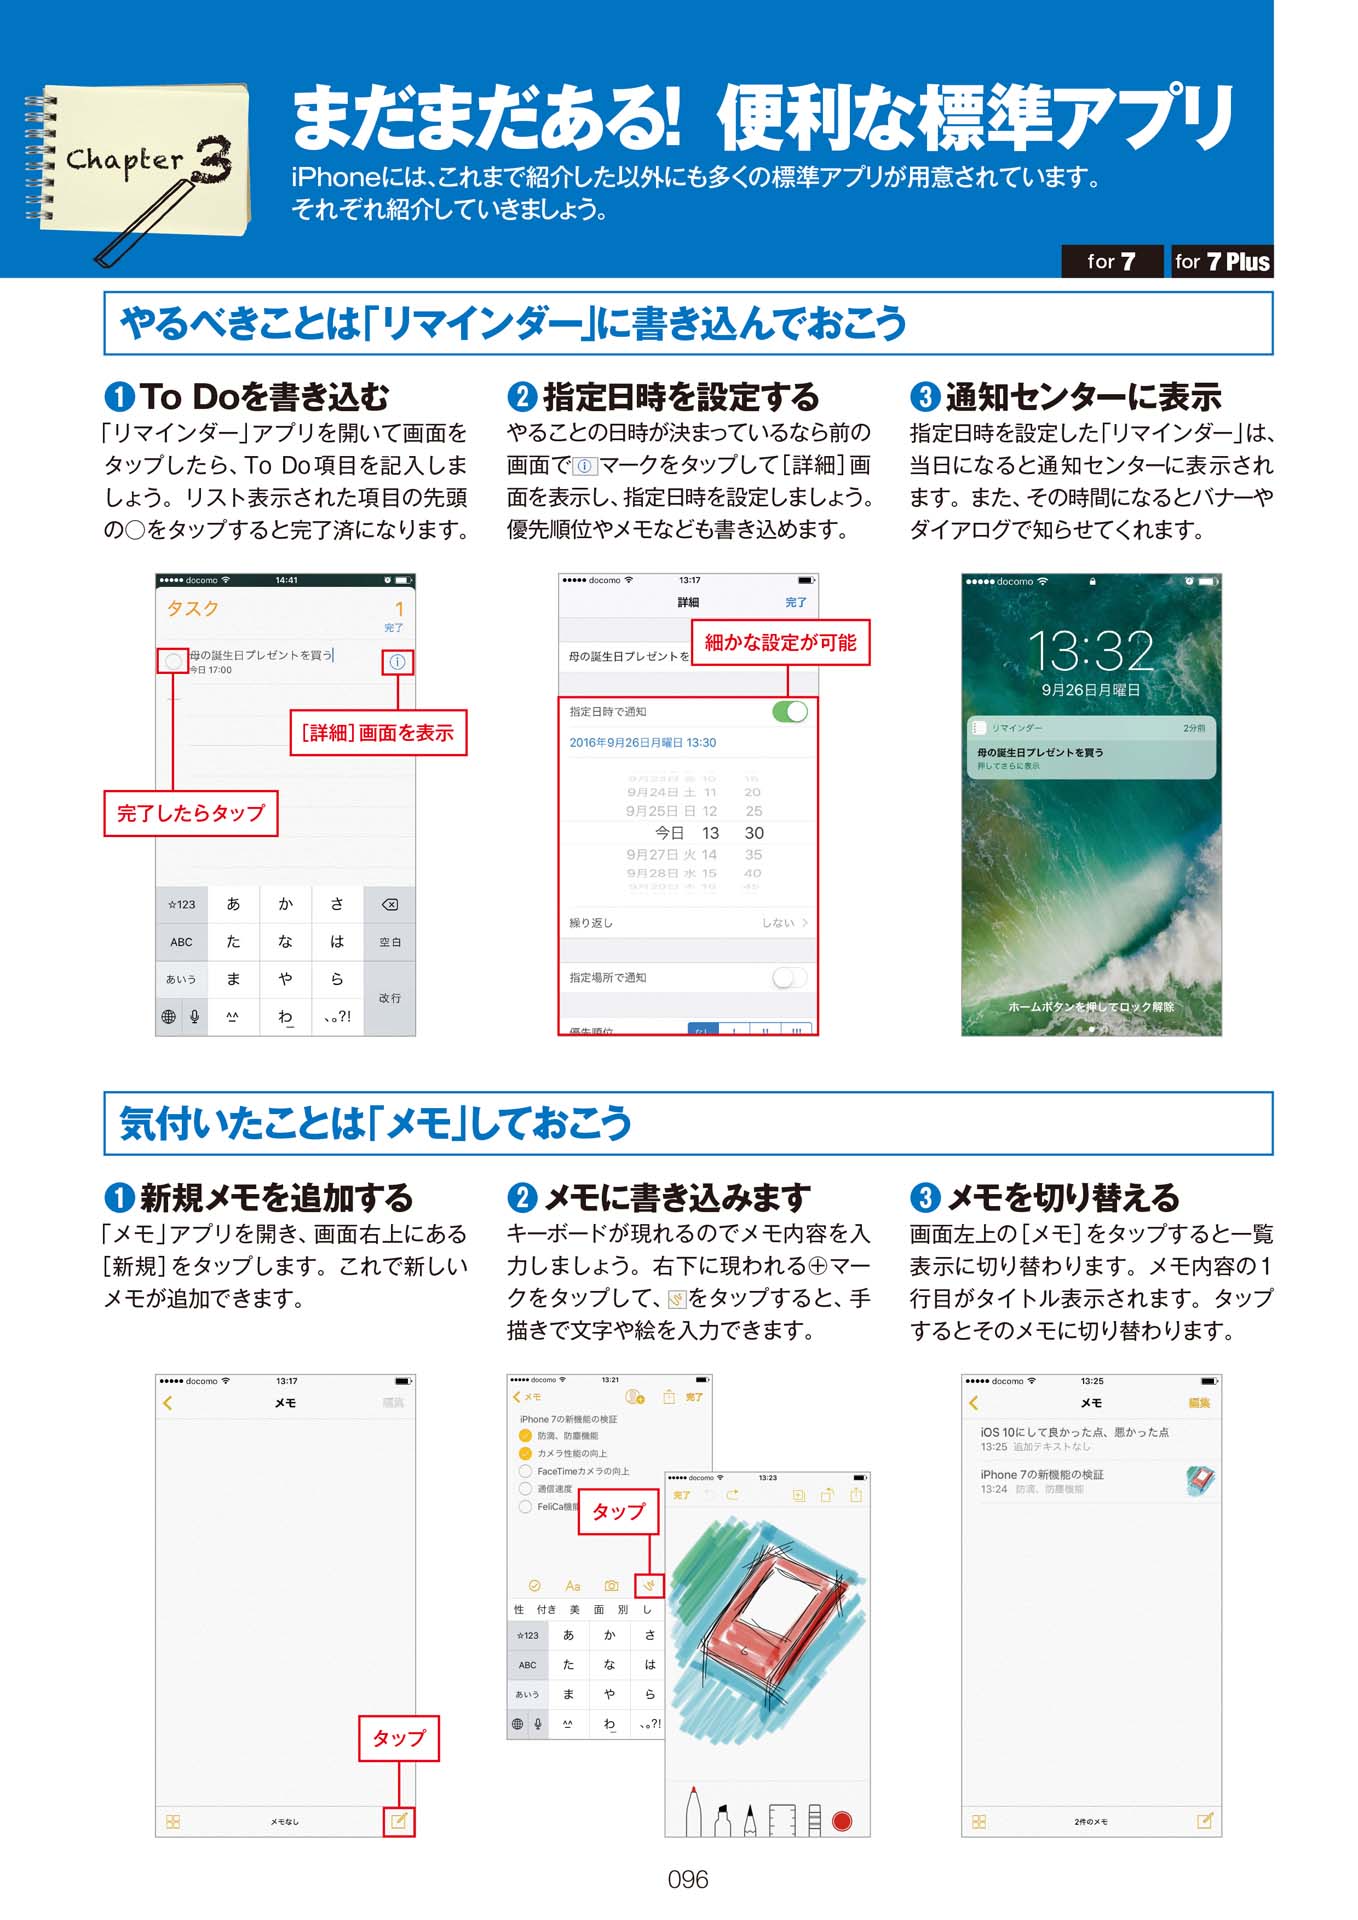 Chapter 3
まだまだある! 便利な標準アプリ
iPhoneには、これまで紹介した以外にも多くの標準アプリが用意されています。
それぞれ紹介していきましょう。
for 7
for 7 Plus
やるべきことは「リマインダー」に書き込んでおこう
❶To Doを書き込む
「リマインダー」アプリを開いて画面を
タップしたら、To Do項目を記入しま
しょう。リスト表示された項目の先頭
の○をタップすると完了済になります。
●●●●● docomo 14:41
タスク 1
完了
母の誕生日プレゼントを買う
今日 17:00
[詳細]画面を表示
完了したらタップ
☆123 あ か さ
ABC た な は 空白
あいう ま や ら
改行
^^ わ 、。?!
❷指定日時を設定する
やることの日時が決まっているなら前の
画面でⓘマークをタップして[詳細]画
面を表示し、指定日時を設定しましょう。
優先順位やメモなども書き込めます。
●●●●● docomo 13:17
詳細 完了
細かな設定が可能
母の誕生日プレゼントを
指定日時で通知
2016年9月26日月曜日 13:30
9月23日 金 10 15
9月24日 土 11 20
9月25日 日 12 25
今日 13 30
9月27日 火 14 35
9月28日 水 15 40
9月29日 木 16 45
繰り返し しない >
指定場所で通知
優先順位 なし ! !! !!!
❸通知センターに表示
指定日時を設定した「リマインダー」は、
当日になると通知センターに表示され
ます。また、その時間になるとバナーや
ダイアログで知らせてくれます。
●●●●● docomo
13:32
9月26日月曜日
リマインダー 2分前
母の誕生日プレゼントを買う
押してさらに表示
ホームボタンを押してロック解除
気付いたことは「メモ」しておこう
❶新規メモを追加する
「メモ」アプリを開き、画面右上にある
[新規]をタップします。これで新しい
メモが追加できます。
●●●●● docomo 13:17
メモ 編集
タップ
メモなし
❷メモに書き込みます
キーボードが現れるのでメモ内容を入
力しましょう。右下に現われる⊕マー
クをタップして、をタップすると、手
描きで文字や絵を入力できます。
●●●●● docomo 13:21
メモ 完了
iPhone 7の新機能の検証
防滴、防塵機能
カメラ性能の向上
FaceTimeカメラの向上
通信速度
FeliCa機能
タップ
Aa
性 付き 美 面 別 し
☆123 あ か さ
ABC た な は
あいう ま や ら
^^ わ 、。?!
●●●●● docomo 13:23
完了
❸メモを切り替える
画面左上の[メモ]をタップすると一覧
表示に切り替わります。メモ内容の1
行目がタイトル表示されます。タップ
するとそのメモに切り替わります。
●●●●● docomo 13:25
メモ 編集
iOS 10にして良かった点、悪かった点
13:25 追加テキストなし
iPhone 7の新機能の検証
13:24 防滴、防塵機能
2件のメモ
096